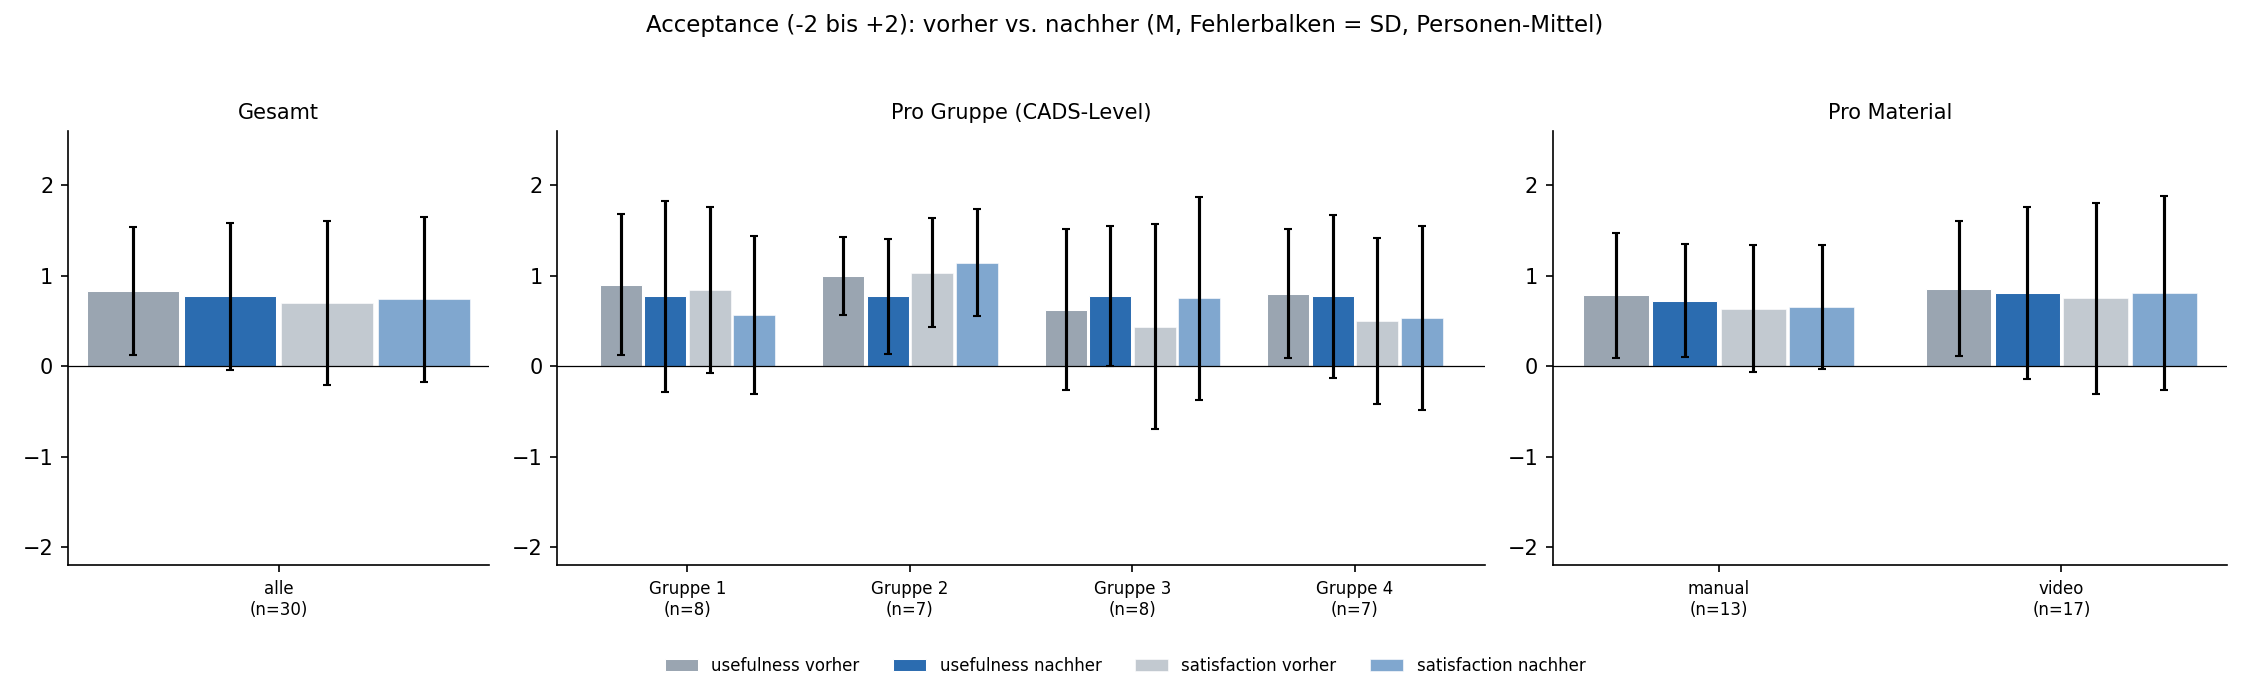 Acceptance (-2 bis +2): vorher vs. nachher (M, Fehlerbalken = SD, Personen-Mittel)
Gesamt
2
1
0
−1
−2
alle
(n=30)
Pro Gruppe (CADS-Level)
2
1
0
−1
−2
Gruppe 1
(n=8)
Gruppe 2
(n=7)
Gruppe 3
(n=8)
Gruppe 4
(n=7)
Pro Material
2
1
0
−1
−2
manual
(n=13)
video
(n=17)
usefulness vorher
usefulness nachher
satisfaction vorher
satisfaction nachher